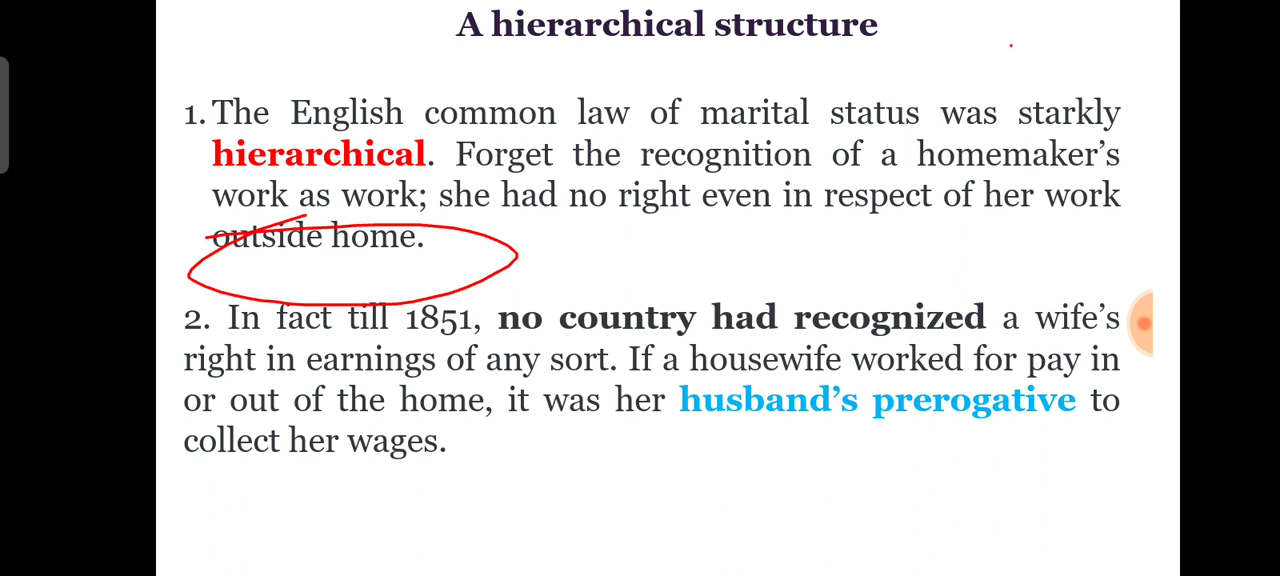 A hierarchical structure
1. The English common law of marital status was starkly
hierarchical. Forget the recognition of a homemaker's
work as work; she had no right even in respect of her work
outside home.
2. In fact till 1851, no country had recognized a wife's
right in earnings of any sort. If a housewife worked for pay in
or out of the home, it was her husband's prerogative to
collect her wages.